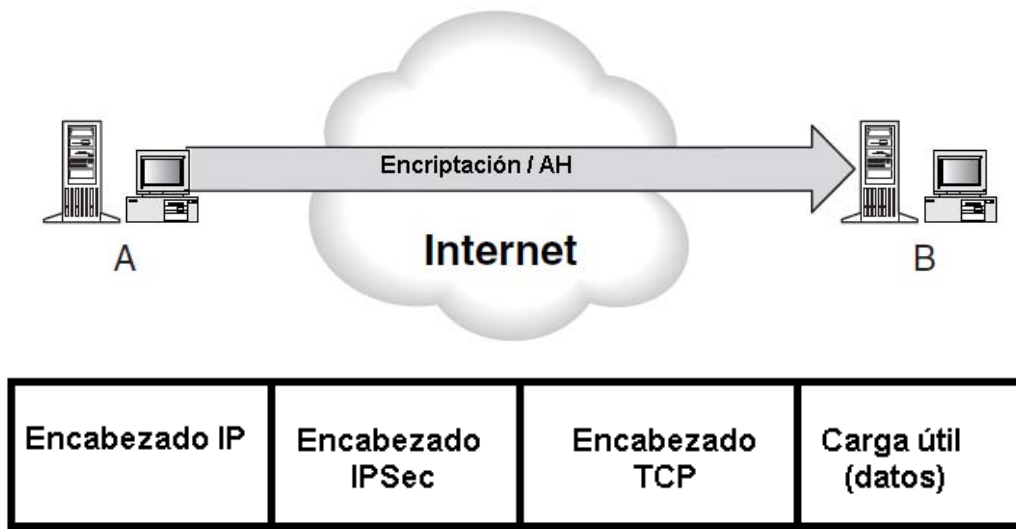 Encriptación / AH
Internet
A
B
Encabezado IP
Encabezado
IPSec
Encabezado
TCP
Carga útil
(datos)